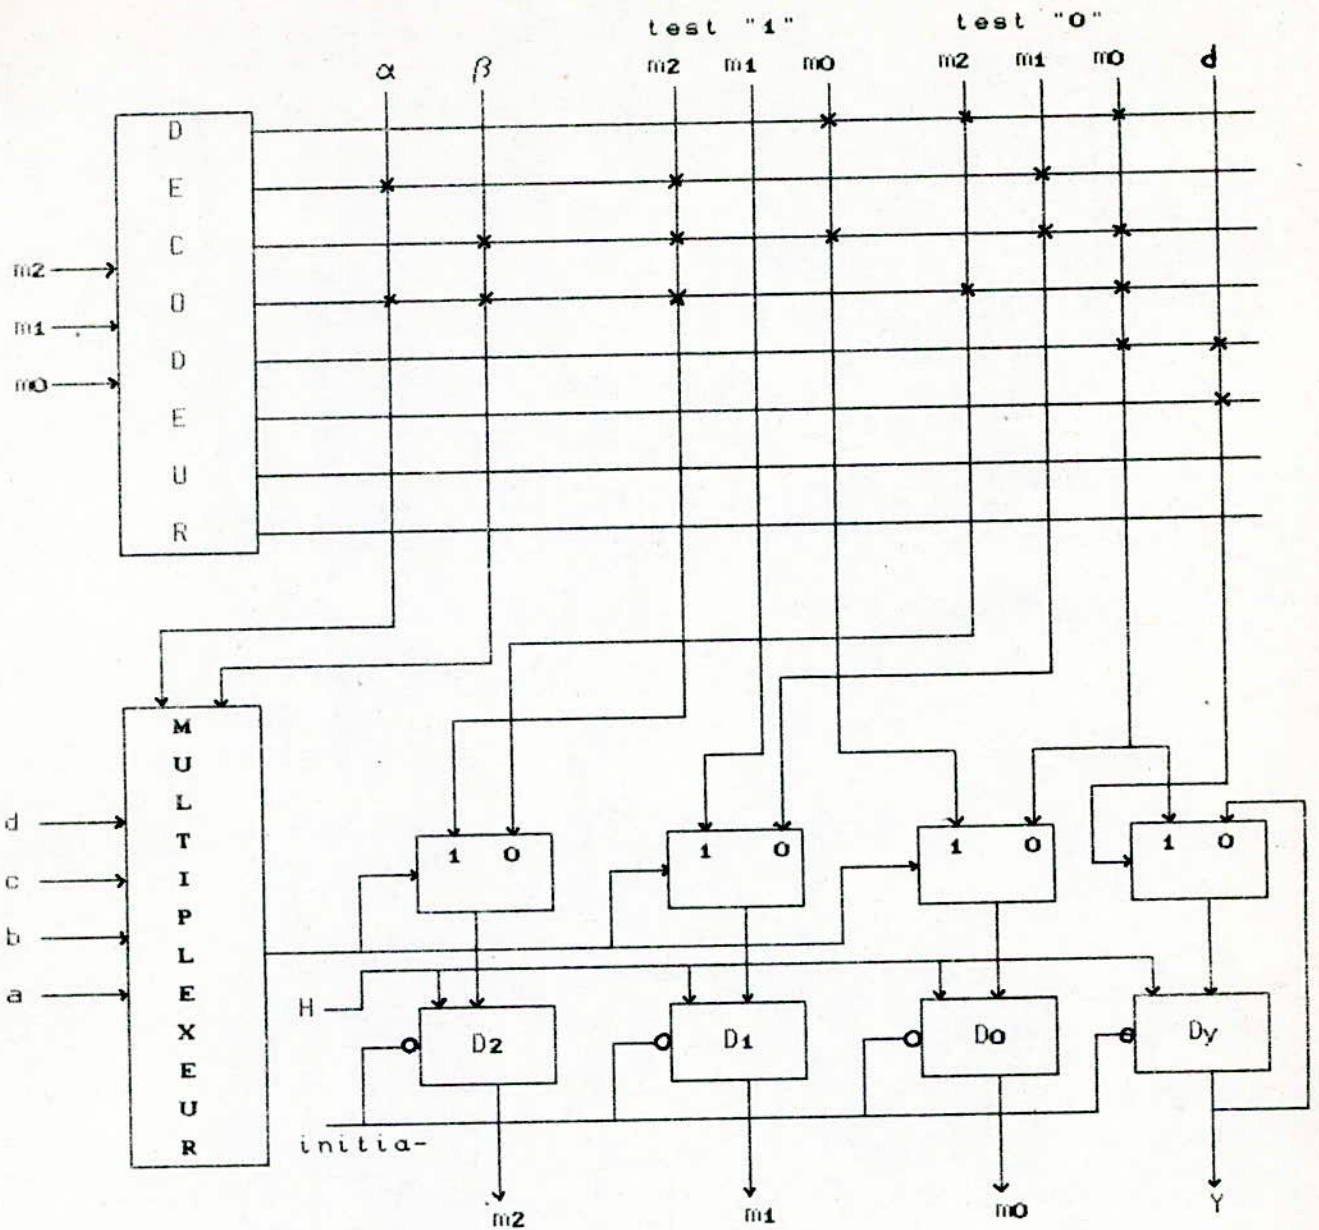 test "1" test "0"
α β m2 m1 m0 m2 m1 m0 d
D
E
C
O
D
E
U
R
m2
m1
m0
M
U
L
T
I
P
L
E
X
E
U
R
d
c
b
a
1 0 1 0 1 0 1 0
H
D2 D1 D0 Dy
initia-
m2 m1 m0 Y